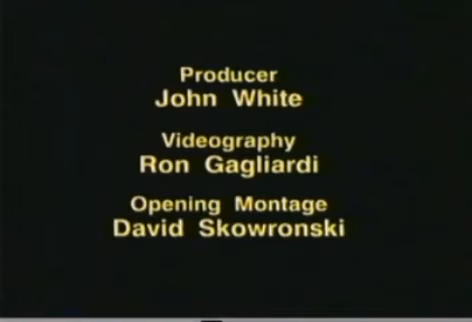 Producer
John White
Videography
Ron Gagliardi
Opening Montage
David Skowronski